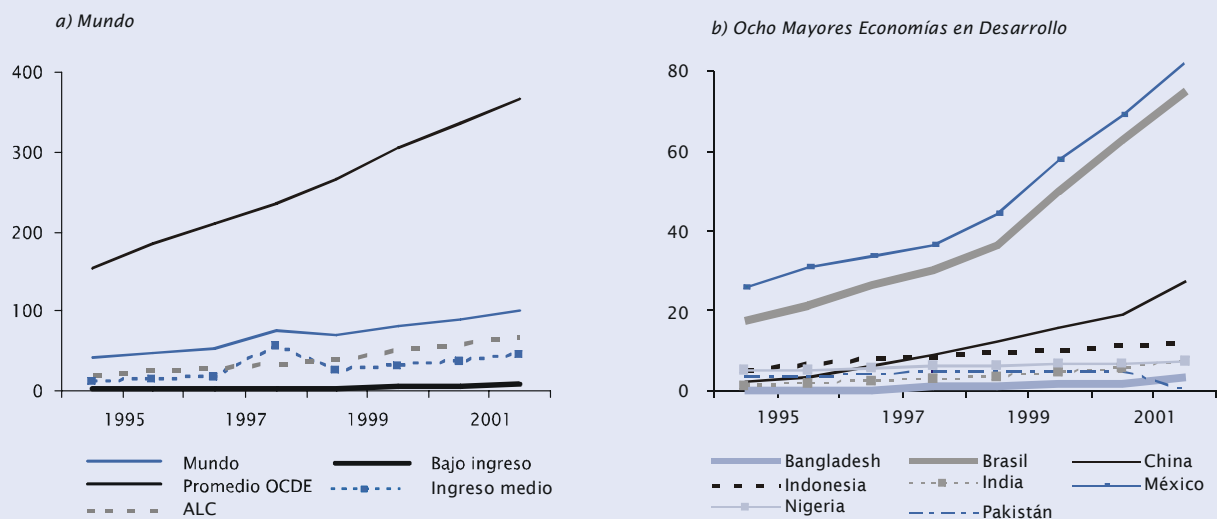 a) Mundo
400
300
200
100
0
1995 1997 1999 2001
Mundo Bajo ingreso
Promedio OCDE Ingreso medio
ALC
b) Ocho Mayores Economías en Desarrollo
80
60
40
20
0
1995 1997 1999 2001
Bangladesh Brasil China
Indonesia India México
Nigeria Pakistán